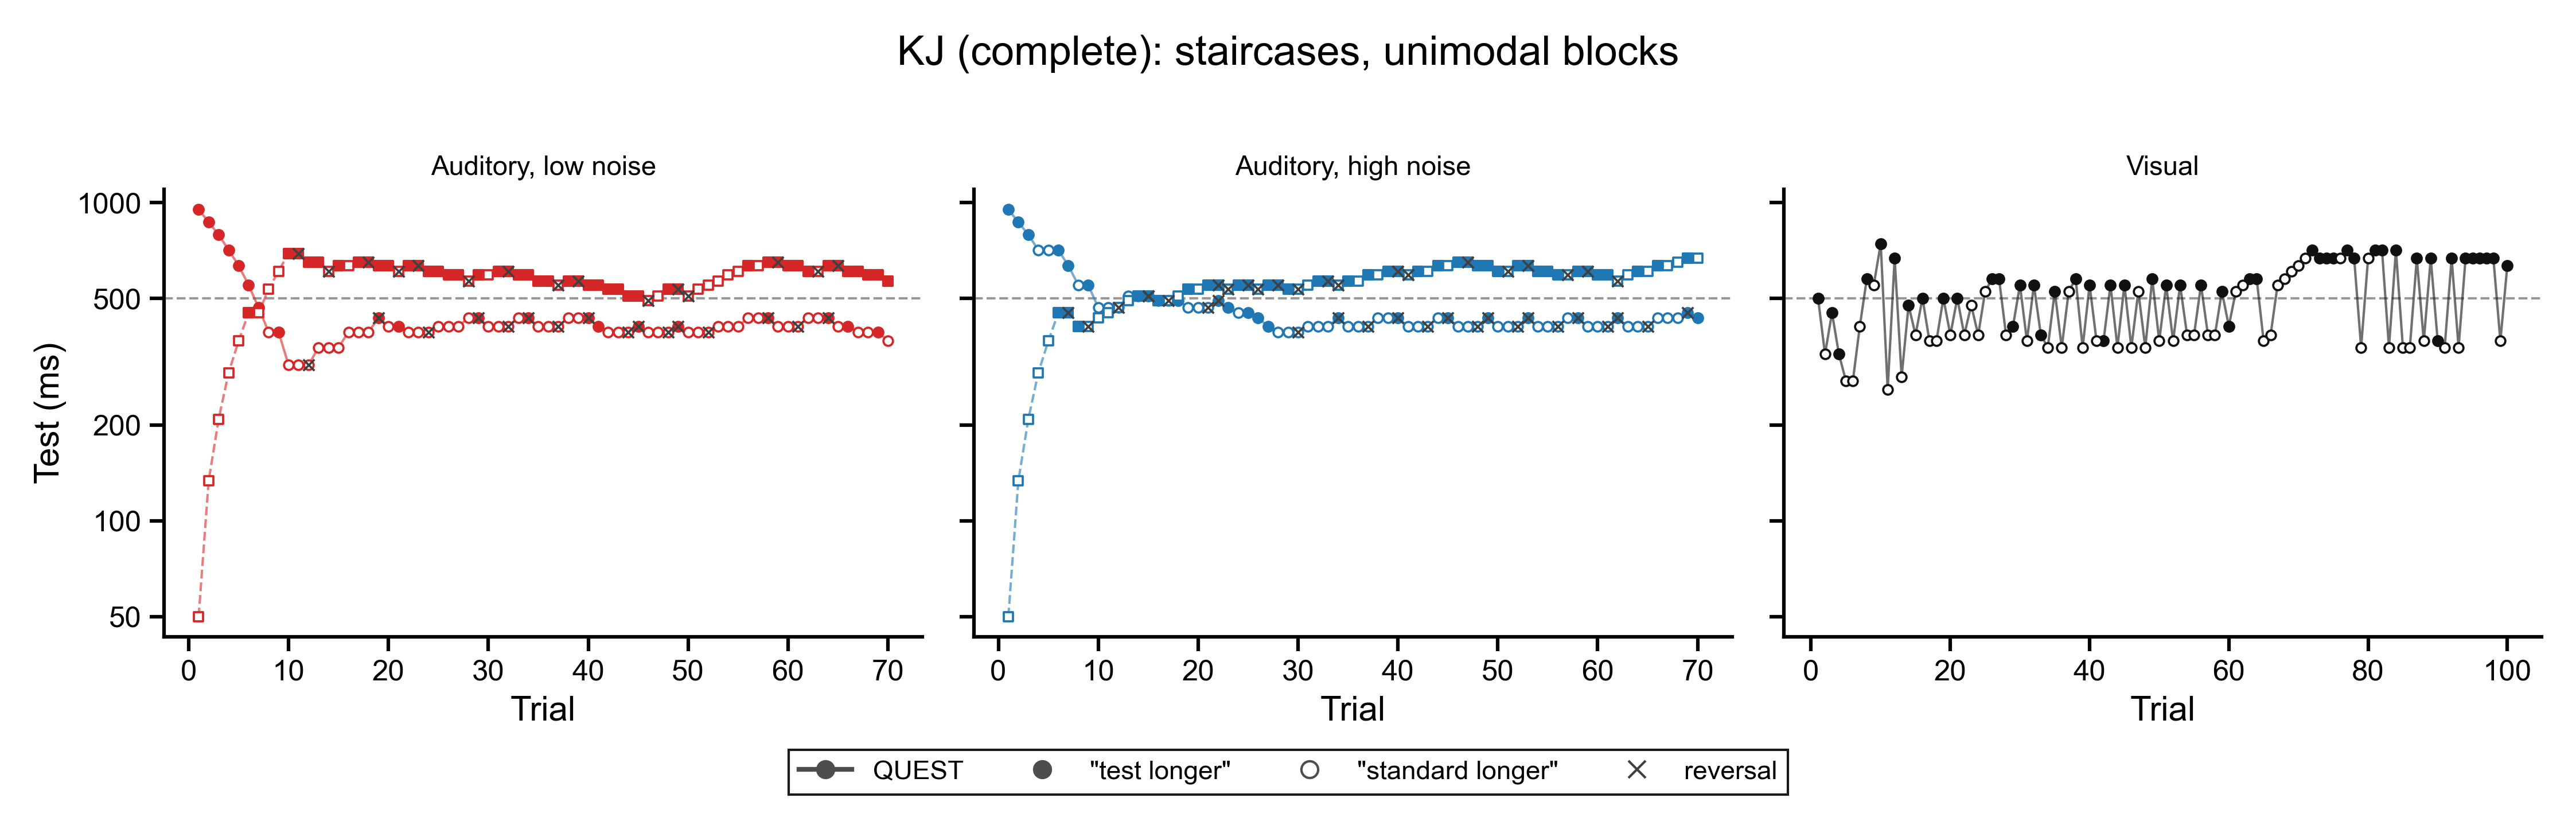 KJ (complete): staircases, unimodal blocks
Auditory, low noise
Auditory, high noise
Visual
Test (ms)
1000
500
200
100
50
0 10 20 30 40 50 60 70
0 10 20 30 40 50 60 70
0 20 40 60 80 100
Trial
Trial
Trial
QUEST "test longer" "standard longer" reversal